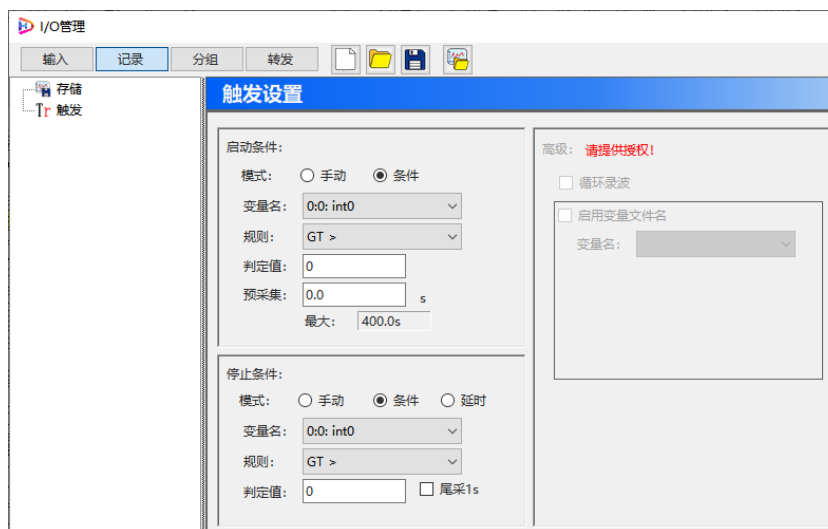 I/O管理
输入 记录 分组 转发
存储
Tr 触发
触发设置
启动条件:
模式: 手动 条件
变量名: 0:0: int0
规则: GT >
判定值: 0
预采集: 0.0 s
最大: 400.0s
停止条件:
模式: 手动 条件 延时
变量名: 0:0: int0
规则: GT >
判定值: 0 尾采1s
高级: 请提供授权!
循环录波
启用变量文件名
变量名: